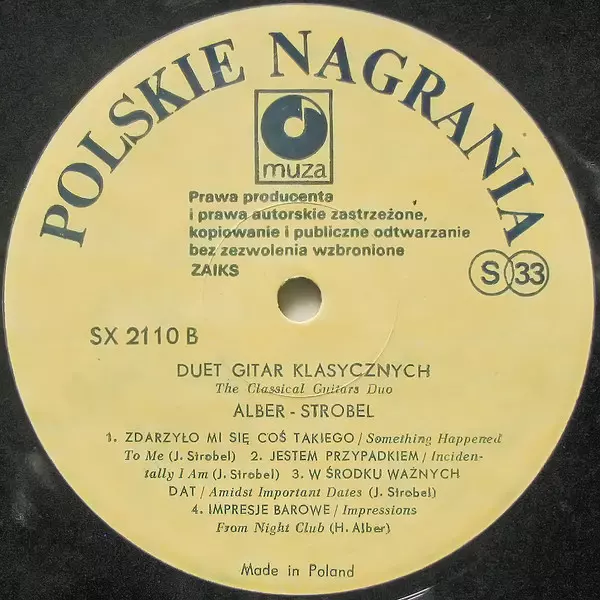 POLSKIE NAGRANIA
muza
Prawa producenta
i prawa autorskie zastrzeżone,
kopiowanie i publiczne odtwarzanie
bez zezwolenia wzbronione
ZAIKS
S 33
SX 2110 B
DUET GITAR KLASYCZNYCH
The Classical Guitars Duo
ALBER - STROBEL
1. ZDARZYŁO MI SIĘ COŚ TAKIEGO / Something Happened
To Me (J. Strobel) 2. JESTEM PRZYPADKIEM / Inciden-
tally I Am (J. Strobel) 3. W ŚRODKU WAŻNYCH
DAT / Amidst Important Dates (J. Strobel)
4. IMPRESJE BAROWE / Impressions
From Night Club (H. Alber)
Made in Poland